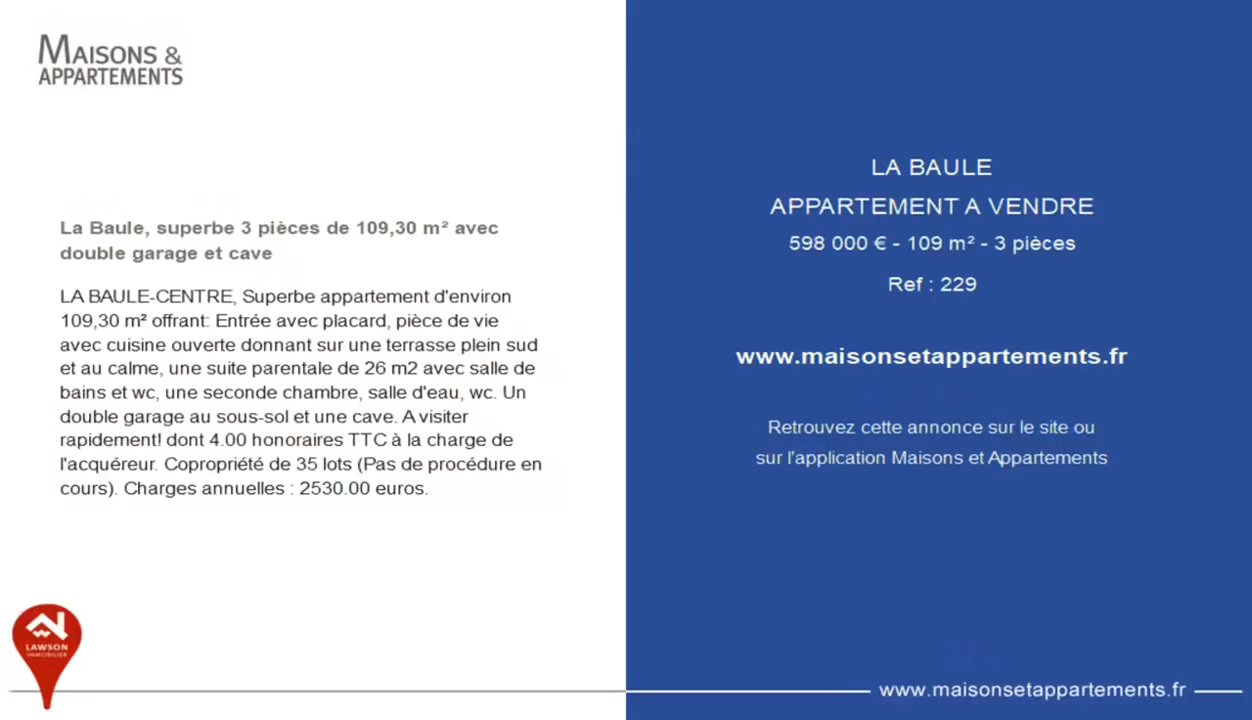 MAISONS &
APPARTEMENTS
La Baule, superbe 3 pièces de 109,30 m² avec
double garage et cave
LA BAULE-CENTRE, Superbe appartement d'environ
109,30 m² offrant: Entrée avec placard, pièce de vie
avec cuisine ouverte donnant sur une terrasse plein sud
et au calme, une suite parentale de 26 m2 avec salle de
bains et wc, une seconde chambre, salle d'eau, wc. Un
double garage au sous-sol et une cave. A visiter
rapidement! dont 4.00 honoraires TTC à la charge de
l'acquéreur. Copropriété de 35 lots (Pas de procédure en
cours). Charges annuelles : 2530.00 euros.
LAWSON
IMMOBILIER
LA BAULE
APPARTEMENT A VENDRE
598 000 € - 109 m² - 3 pièces
Ref : 229
www.maisonsetappartements.fr
Retrouvez cette annonce sur le site ou
sur l'application Maisons et Appartements
www.maisonsetappartements.fr